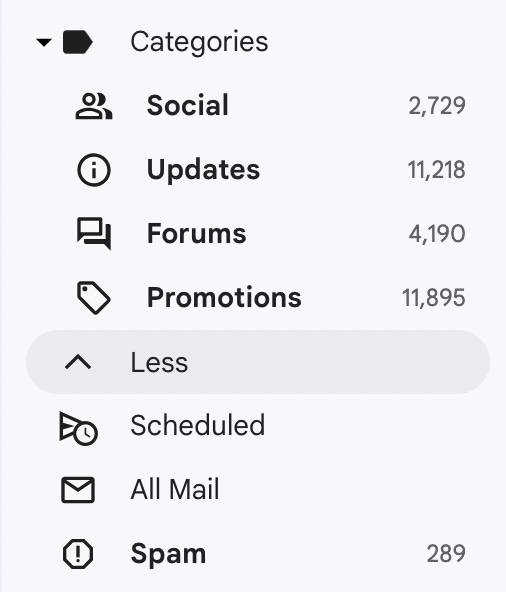 Categories
Social 2,729
Updates 11,218
Forums 4,190
Promotions 11,895
Less
Scheduled
All Mail
Spam 289